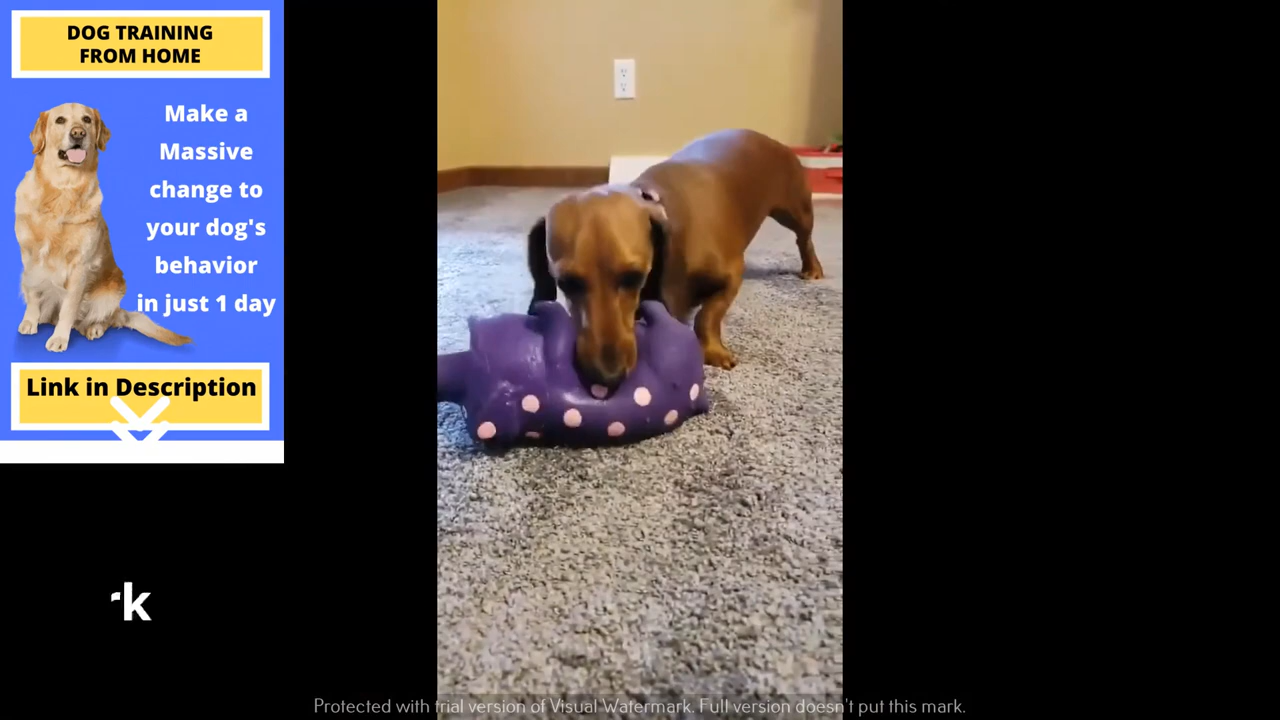 DOG TRAINING
FROM HOME
Make a
Massive
change to
your dog's
behavior
in just 1 day
Link in Description
rk
Protected with trial version of Visual Watermark. Full version doesn't put this mark.